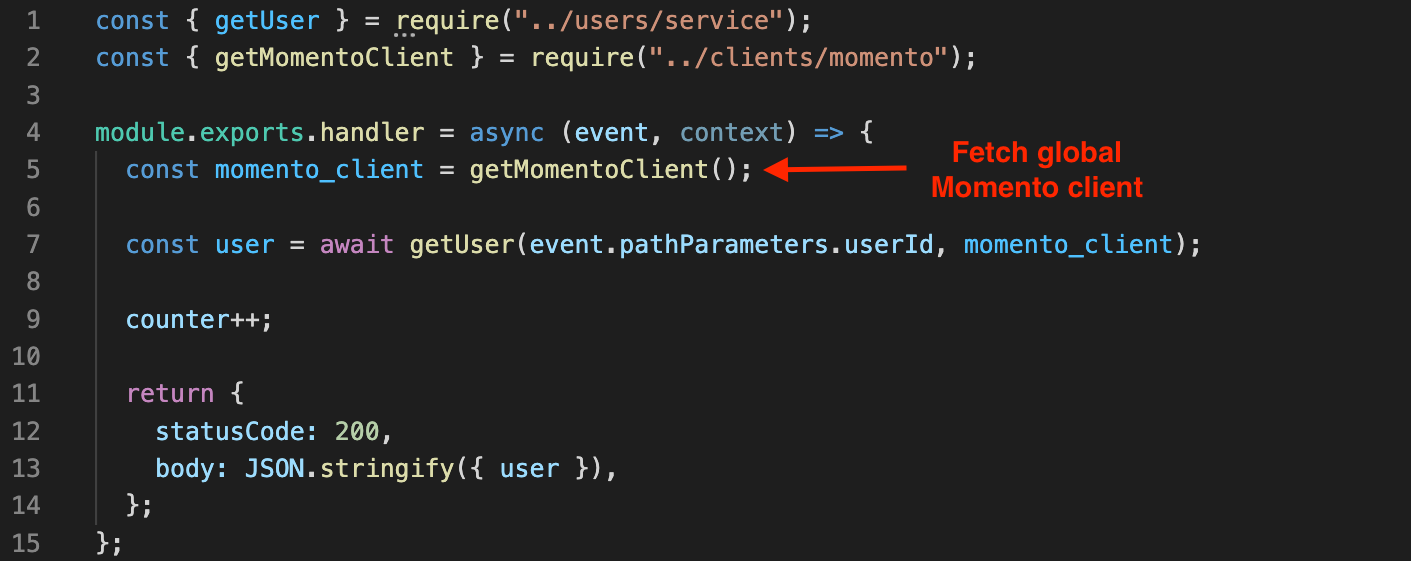 1 const { getUser } = require("../users/service");
2 const { getMomentoClient } = require("../clients/momento");
3
4 module.exports.handler = async (event, context) => {
5   const momento_client = getMomentoClient();
Fetch global
Momento client
6
7   const user = await getUser(event.pathParameters.userId, momento_client);
8
9   counter++;
10
11   return {
12     statusCode: 200,
13     body: JSON.stringify({ user }),
14   };
15 };